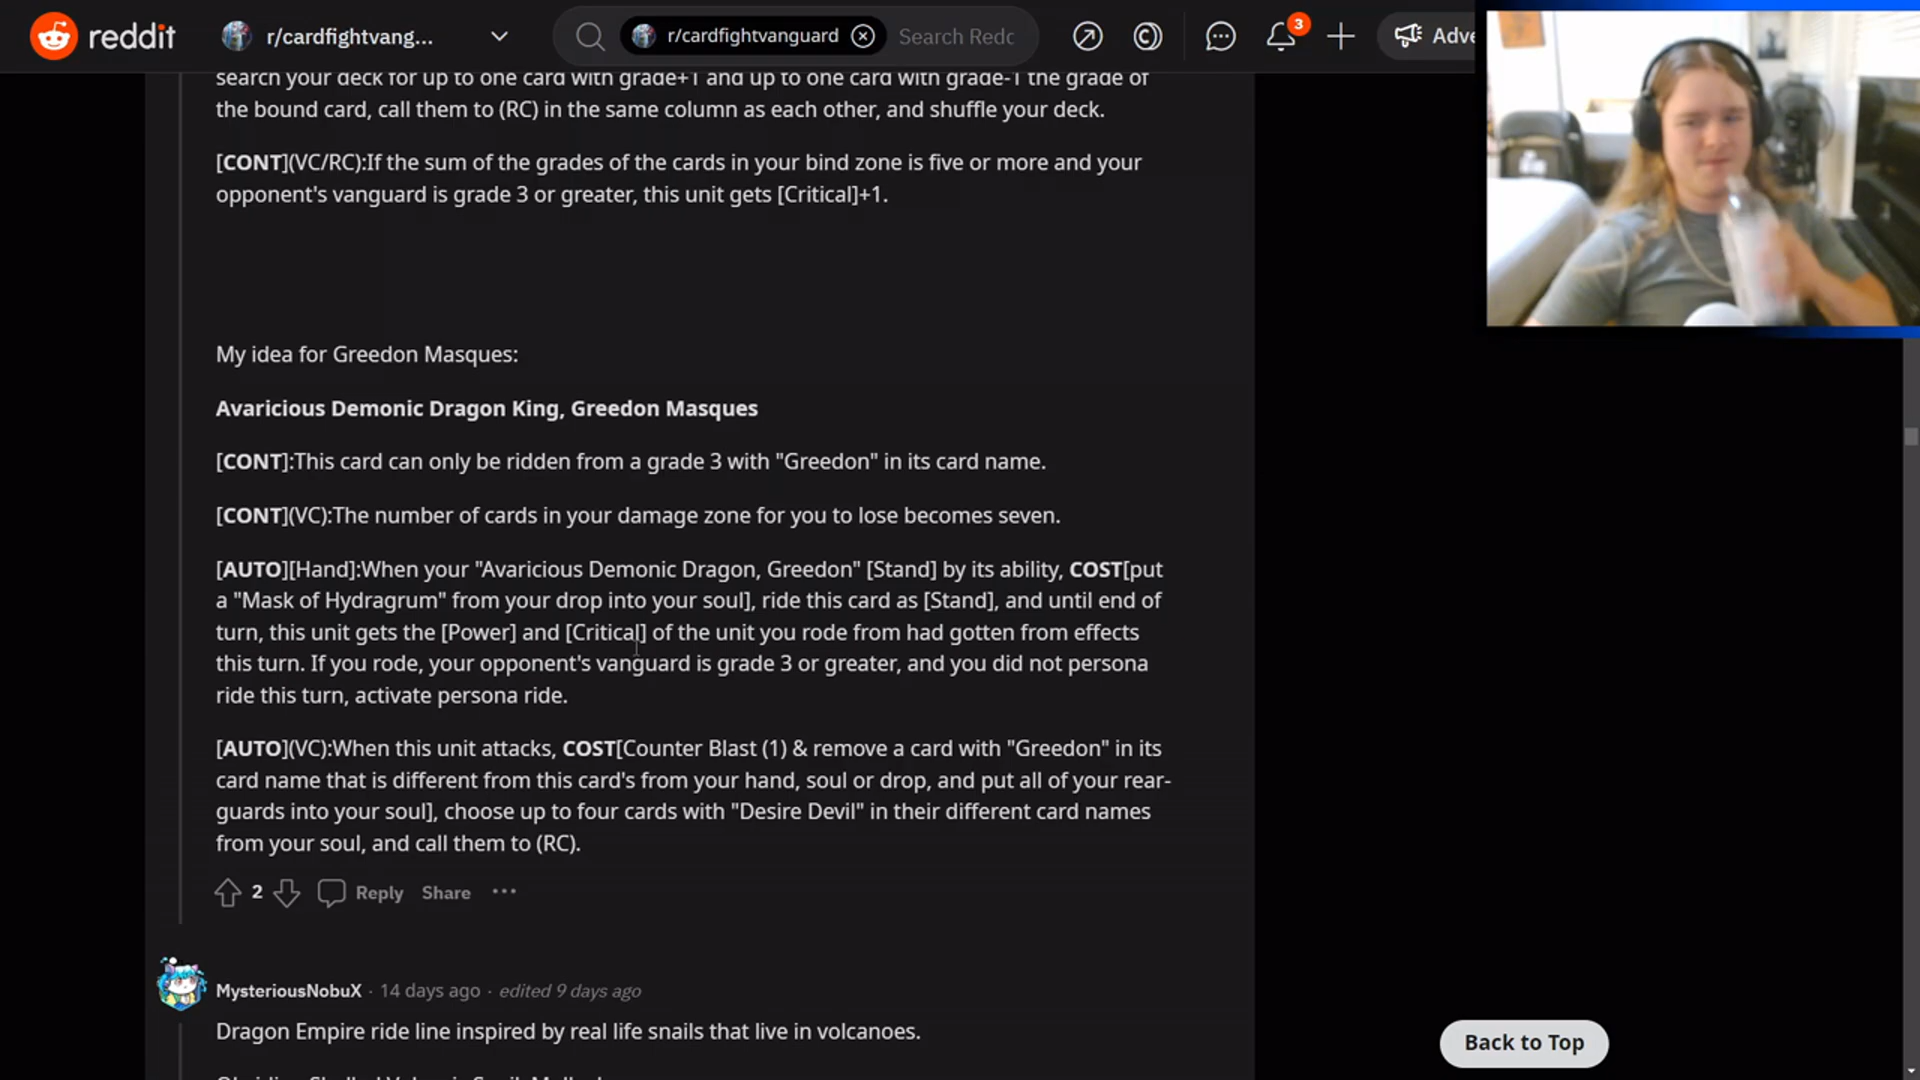 reddit r/cardfightvang... r/cardfightvanguard Search Redc 3 Adve
search your deck for up to one card with grade+1 and up to one card with grade-1 the grade of
the bound card, call them to (RC) in the same column as each other, and shuffle your deck.
[CONT](VC/RC):If the sum of the grades of the cards in your bind zone is five or more and your
opponent's vanguard is grade 3 or greater, this unit gets [Critical]+1.
My idea for Greedon Masques:
Avaricious Demonic Dragon King, Greedon Masques
[CONT]:This card can only be ridden from a grade 3 with "Greedon" in its card name.
[CONT](VC):The number of cards in your damage zone for you to lose becomes seven.
[AUTO][Hand]:When your "Avaricious Demonic Dragon, Greedon" [Stand] by its ability, COST[put
a "Mask of Hydragrum" from your drop into your soul], ride this card as [Stand], and until end of
turn, this unit gets the [Power] and [Critical] of the unit you rode from had gotten from effects
this turn. If you rode, your opponent's vanguard is grade 3 or greater, and you did not persona
ride this turn, activate persona ride.
[AUTO](VC):When this unit attacks, COST[Counter Blast (1) & remove a card with "Greedon" in its
card name that is different from this card's from your hand, soul or drop, and put all of your rear-
guards into your soul], choose up to four cards with "Desire Devil" in their different card names
from your soul, and call them to (RC).
2 Reply Share ···
MysteriousNobuX · 14 days ago · edited 9 days ago
Dragon Empire ride line inspired by real life snails that live in volcanoes.
Back to Top